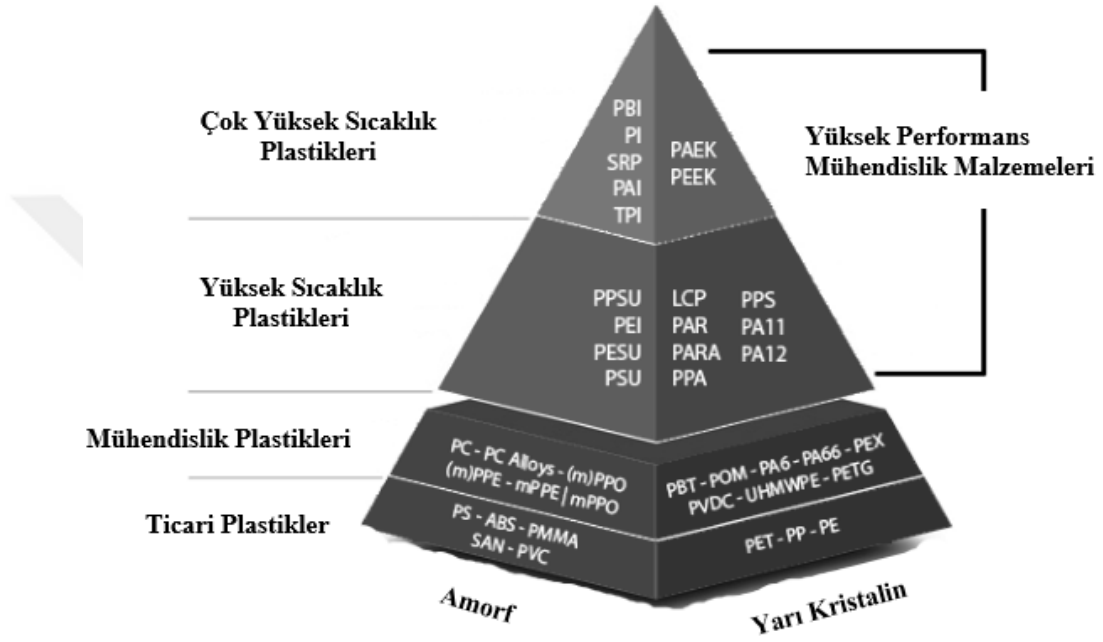 Çok Yüksek Sıcaklık
Plastikleri
PBI
PI
SRP
PAI
TPI
PAEK
PEEK
Yüksek Performans
Mühendislik Malzemeleri
Yüksek Sıcaklık
Plastikleri
PPSU
PEI
PESU
PSU
LCP
PAR
PARA
PPA
PPS
PA11
PA12
Mühendislik Plastikleri
PC - PC Alloys - (m)PPO
(m)PPE - mPPE | mPPO
PBT - POM - PA6 - PA66 - PEX
PVDC - UHMWPE - PETG
Ticari Plastikler
PS - ABS - PMMA
SAN - PVC
PET - PP - PE
Amorf
Yarı Kristalin